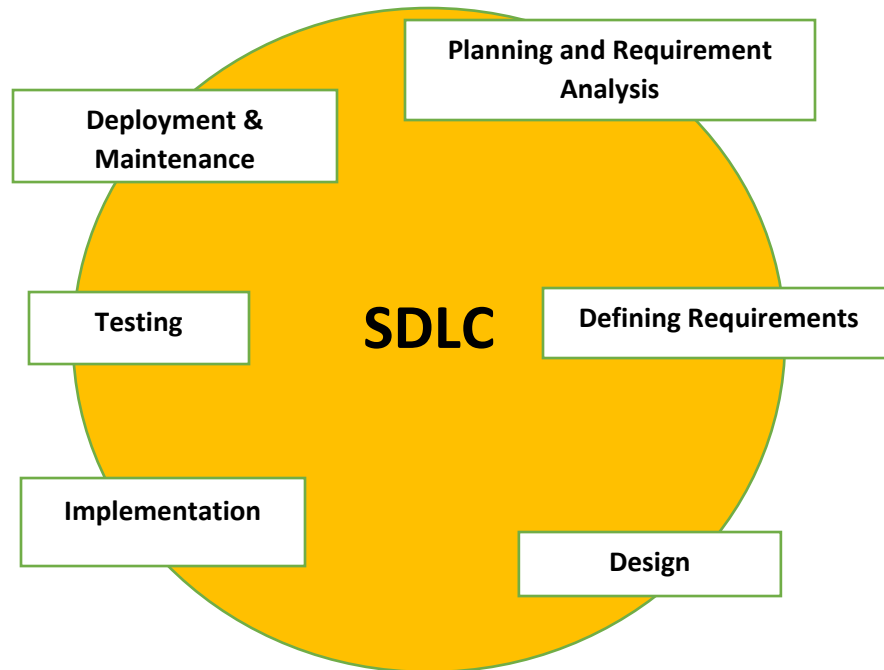 Planning and Requirement
Analysis
Deployment &
Maintenance
SDLC
Testing
Defining Requirements
Implementation
Design